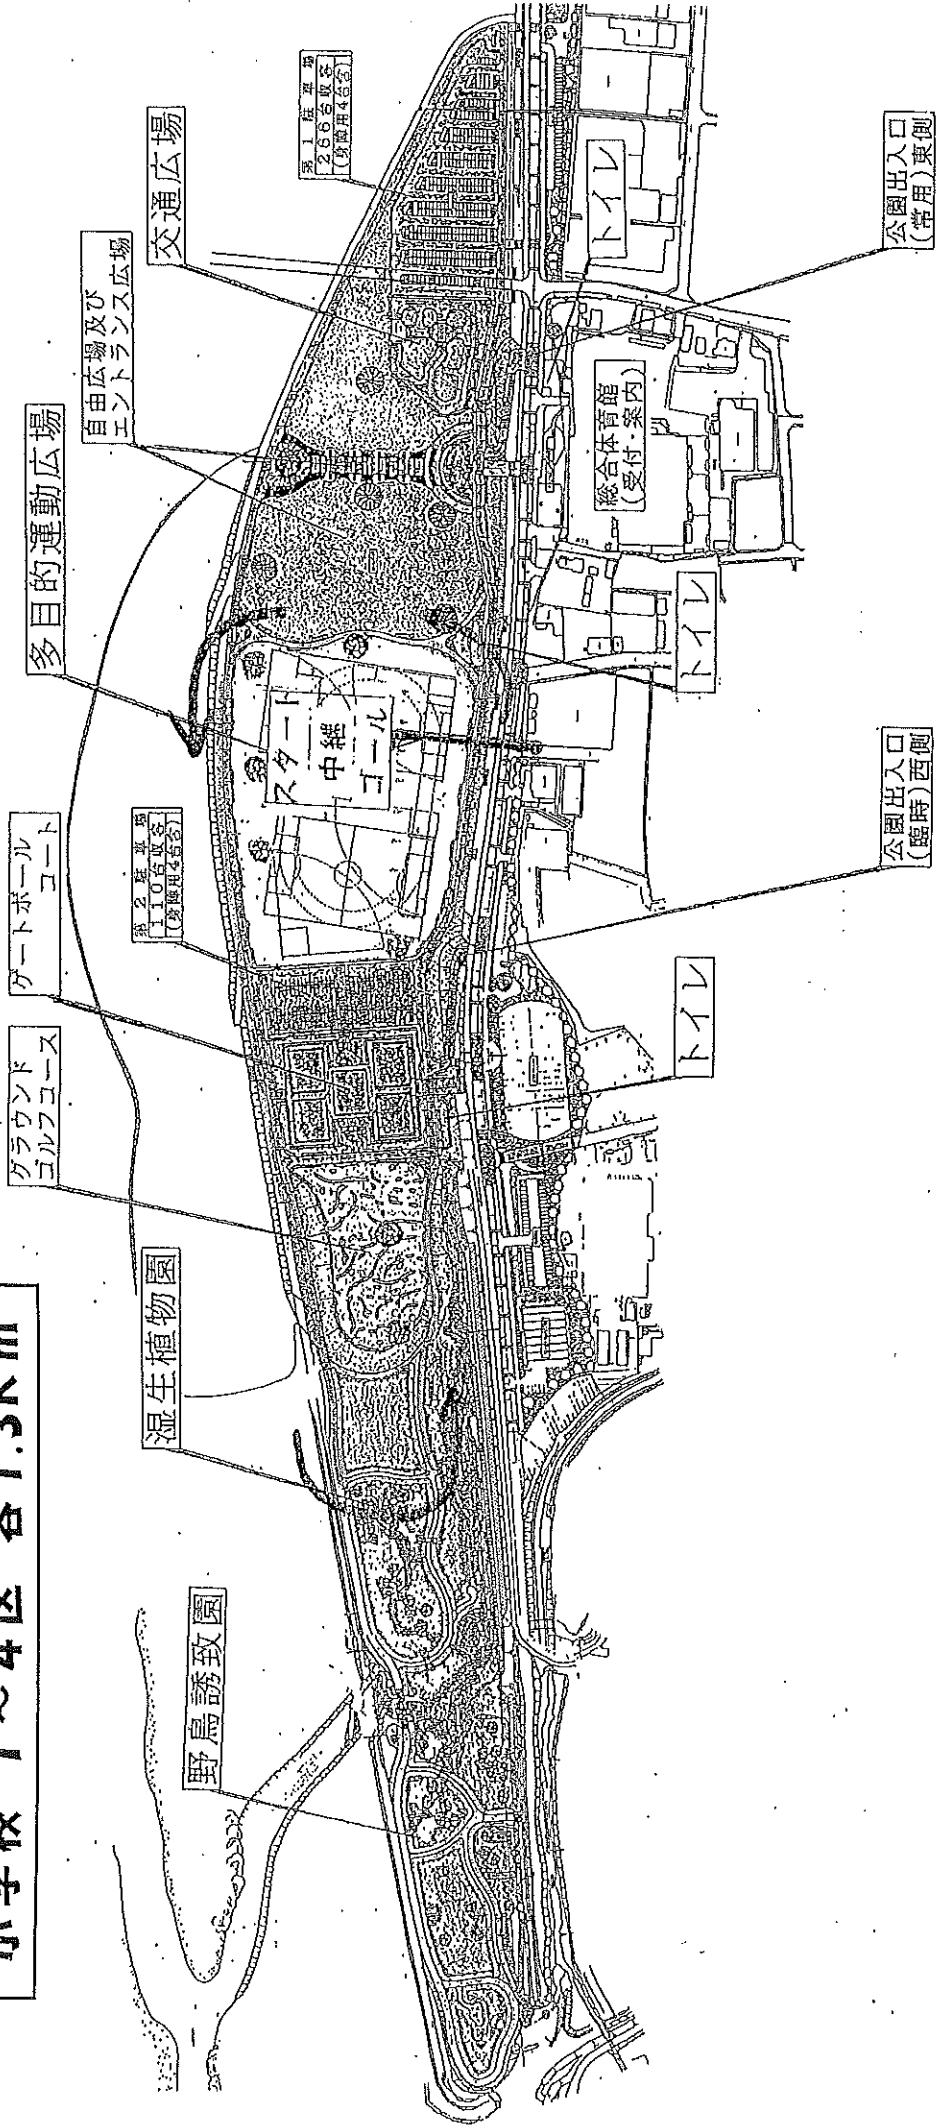 小学校 1～4区 各1.5Km
野鳥誘致園
湿生植物園
グラウンド
ゴルフコース
ゲートボール
コート
第2駐車場
110台収容
(身障用4台含)
多目的運動広場
自由広場及び
エントランス広場
交通広場
第1駐車場
266台収容
(身障用4台含)
スタート
中継
ゴール
トイレ
公園出入口
(臨時)西側
トイレ
総合体育館
(受付・案内)
トイレ
公園出入口
(常用)東側